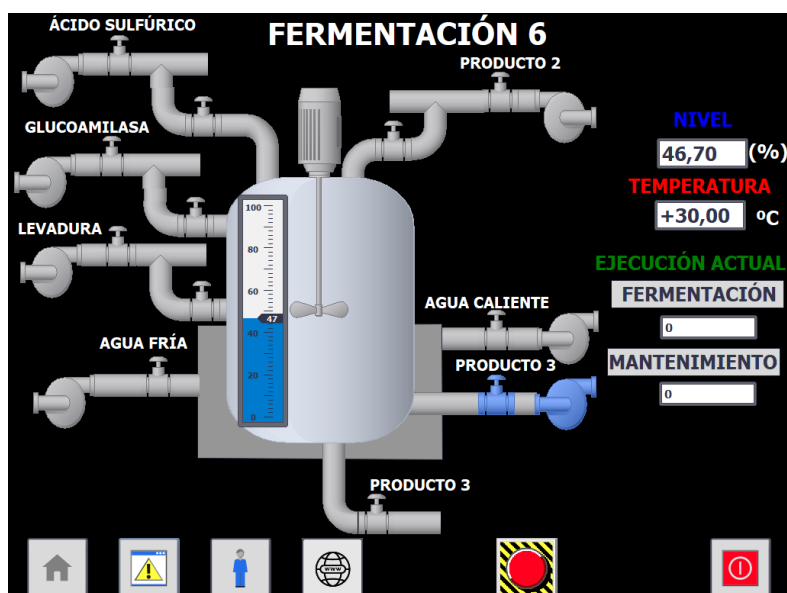 ÁCIDO SULFÚRICO
FERMENTACIÓN 6
PRODUCTO 2
GLUCOAMILASA
NIVEL
46,70 (%)
TEMPERATURA
+30,00 ºC
LEVADURA
100
80
60
47
40
20
0
EJECUCIÓN ACTUAL
FERMENTACIÓN
0
AGUA CALIENTE
AGUA FRÍA
PRODUCTO 3
MANTENIMIENTO
0
PRODUCTO 3
WWW